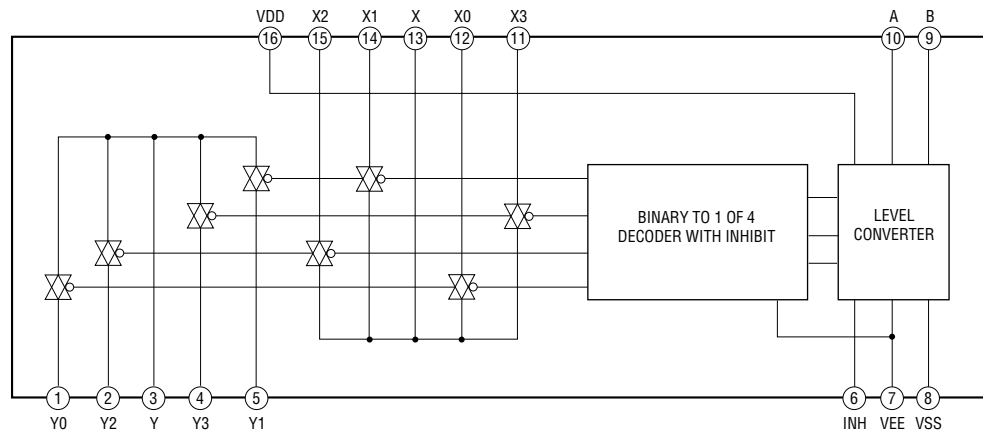 VDD X2 X1 X X0 X3 A B
16 15 14 13 12 11 10 9
BINARY TO 1 OF 4
DECODER WITH INHIBIT
LEVEL
CONVERTER
1 2 3 4 5 6 7 8
Y0 Y2 Y Y3 Y1 INH VEE VSS